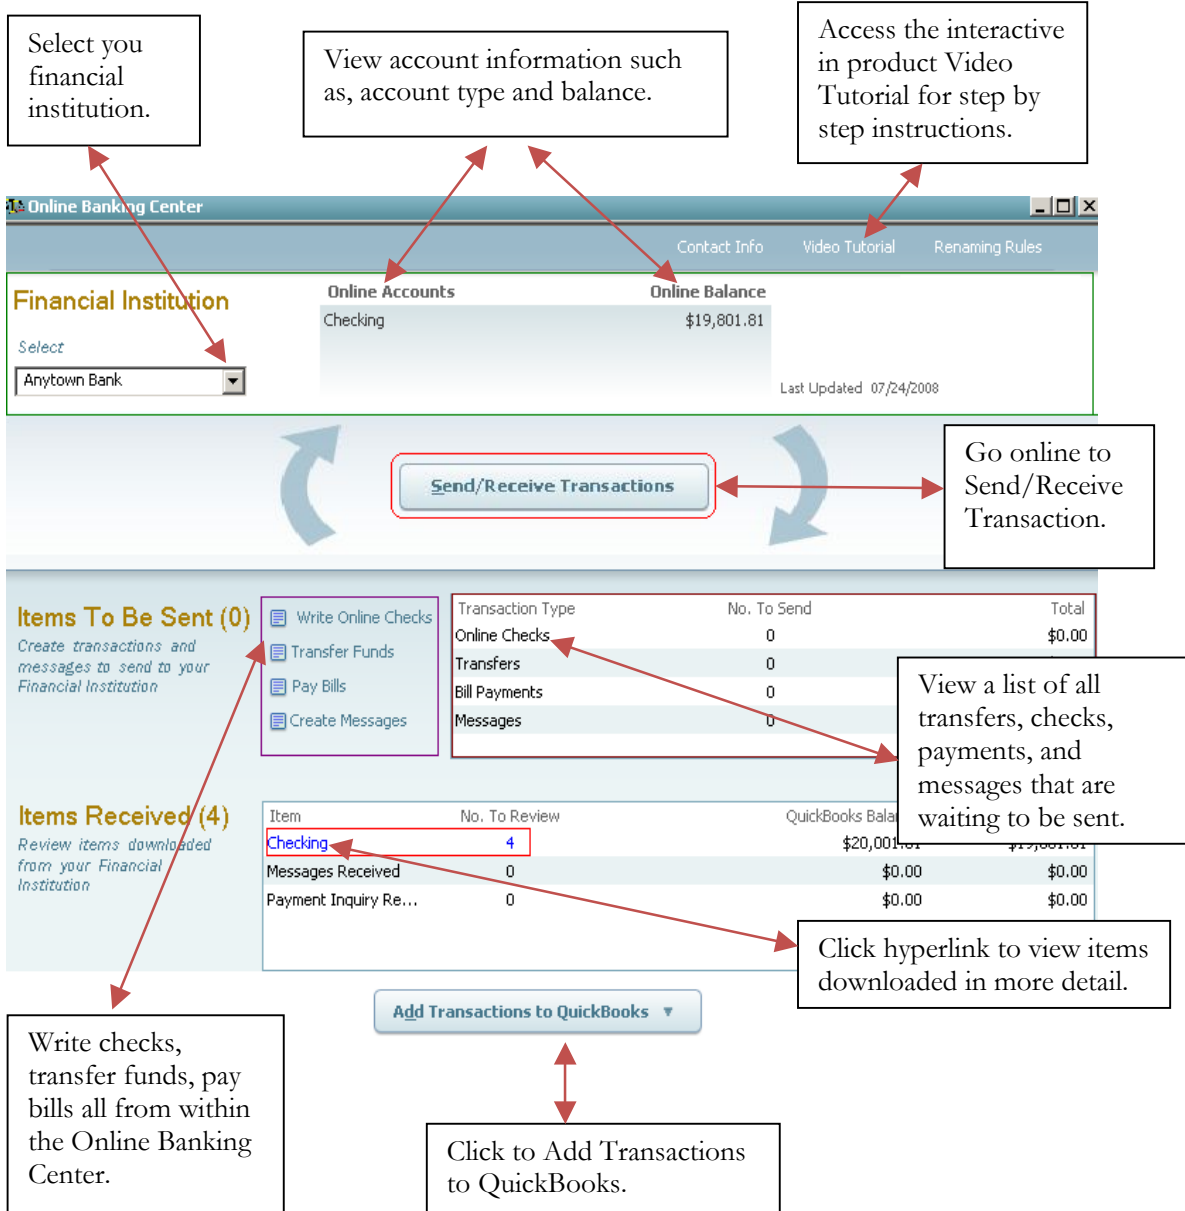 Select you
financial
institution.
View account information such
as, account type and balance.
Access the interactive
in product Video
Tutorial for step by
step instructions.
Online Banking Center
Contact Info Video Tutorial Renaming Rules
Financial Institution
Select
Anytown Bank
Online Accounts Online Balance
Checking $19,801.81
Last Updated 07/24/2008
Send/Receive Transactions
Go online to
Send/Receive
Transaction.
Items To Be Sent (0)
Create transactions and
messages to send to your
Financial Institution
Write Online Checks
Transfer Funds
Pay Bills
Create Messages
Transaction Type No. To Send Total
Online Checks 0 $0.00
Transfers 0
Bill Payments 0
Messages 0
View a list of all
transfers, checks,
payments, and
messages that are
waiting to be sent.
Items Received (4)
Review items downloaded
from your Financial
Institution
Item No. To Review QuickBooks
Checking 4 $20,001.81 $19,801.81
Messages Received 0 $0.00 $0.00
Payment Inquiry Re... 0 $0.00 $0.00
Click hyperlink to view items
downloaded in more detail.
Add Transactions to QuickBooks
Write checks,
transfer funds, pay
bills all from within
the Online Banking
Center.
Click to Add Transactions
to QuickBooks.